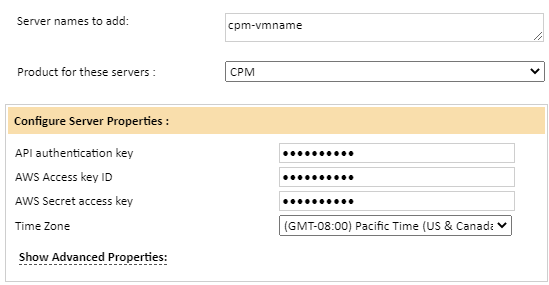 Server names to add:
cpm-vmname
Product for these servers :
CPM
Configure Server Properties :
API authentication key
••••••••••
AWS Access key ID
••••••••••
AWS Secret access key
••••••••••
Time Zone
(GMT-08:00) Pacific Time (US & Canada
Show Advanced Properties: